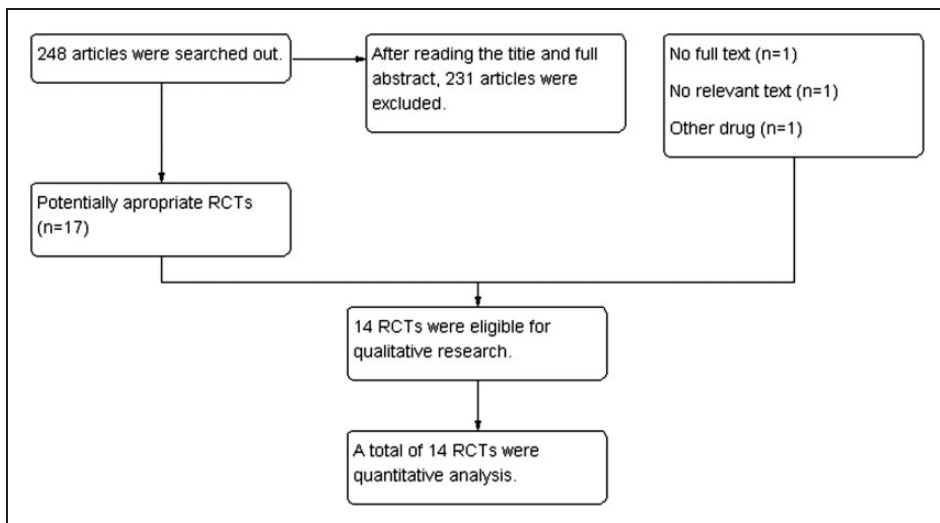 248 articles were searched out.
After reading the titie and full
abstract, 231 articles were
excluded.
No full text (n=1)
No relevant text (n=1)
Other drug (n=1)
Potentially apropriate RCTs
(n=17)
14 RCTs were eligible for
qualitative research.
A total of 14 RCTs were
quantitative analysis.